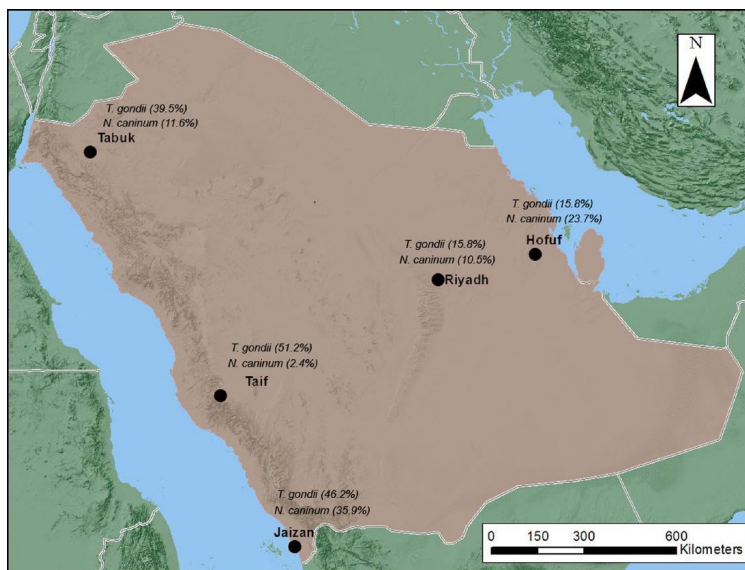 N
T. gondii (39.5%)
N. caninum (11.6%)
Tabuk
T. gondii (15.8%)
N. caninum (23.7%)
Hofuf
T. gondii (15.8%)
N. caninum (10.5%)
Riyadh
T. gondii (51.2%)
N. caninum (2.4%)
Taif
T. gondii (46.2%)
N. caninum (35.9%)
Jaizan
0 150 300 600
Kilometers